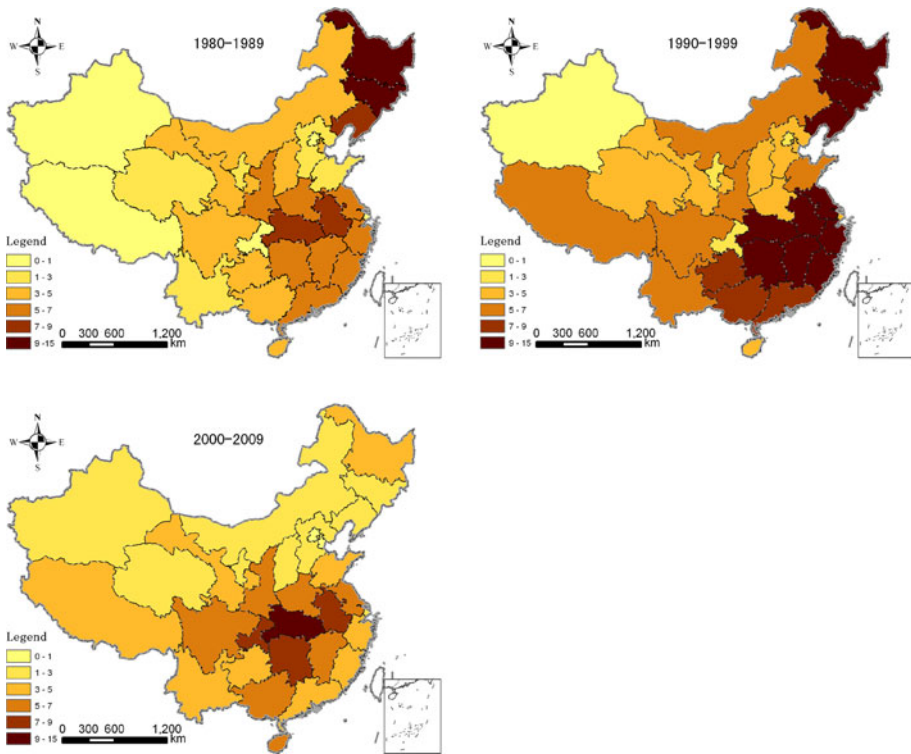 N
W E
S
1980-1989
Legend
0 - 1
1 - 3
3 - 5
5 - 7
7 - 9
9 -15
0 300 600 1,200
km
N
W E
S
1990-1999
Legend
0 - 1
1 - 3
3 - 5
5 - 7
7 - 9
9 -15
0 300 600 1,200
km
N
W E
S
2000-2009
Legend
0 - 1
1 - 3
3 - 5
5 - 7
7 - 9
9 -15
0 300 600 1,200
km